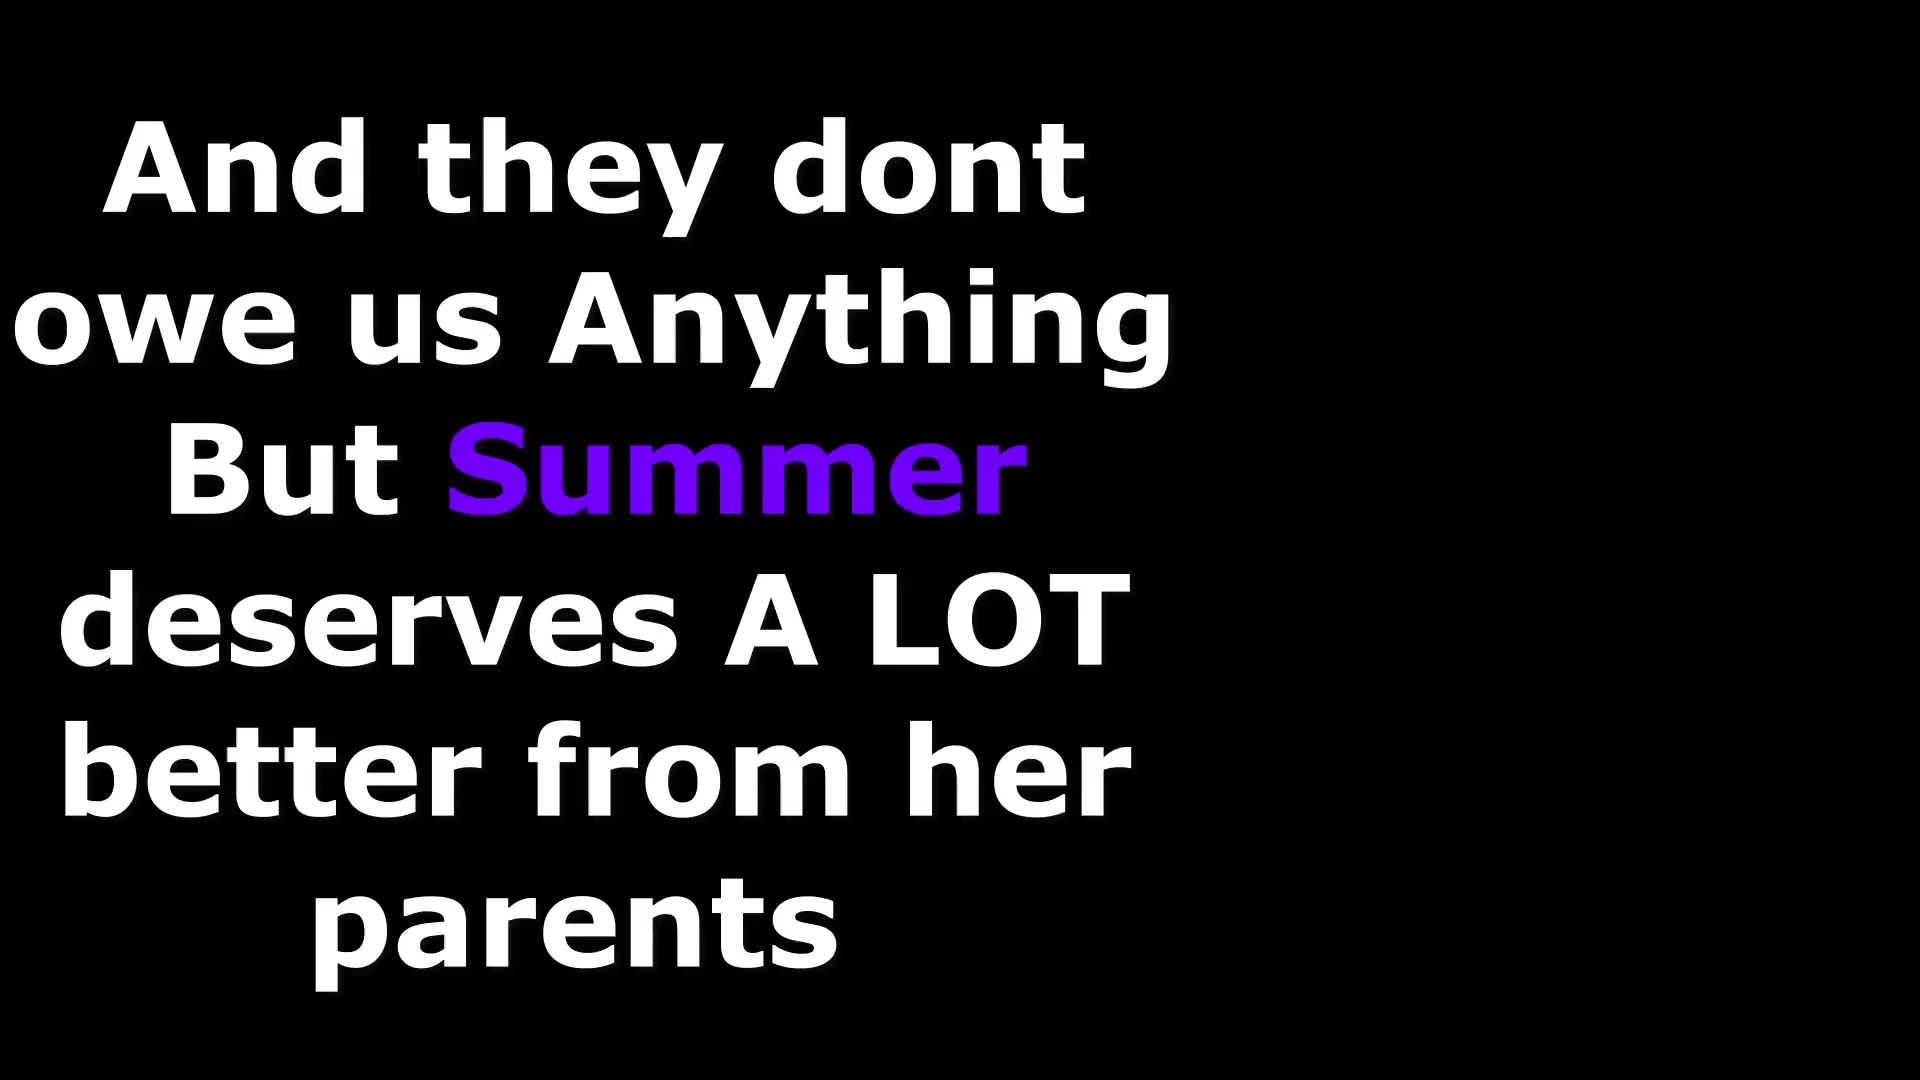 And they dont
owe us Anything
But Summer
deserves A LOT
better from her
parents